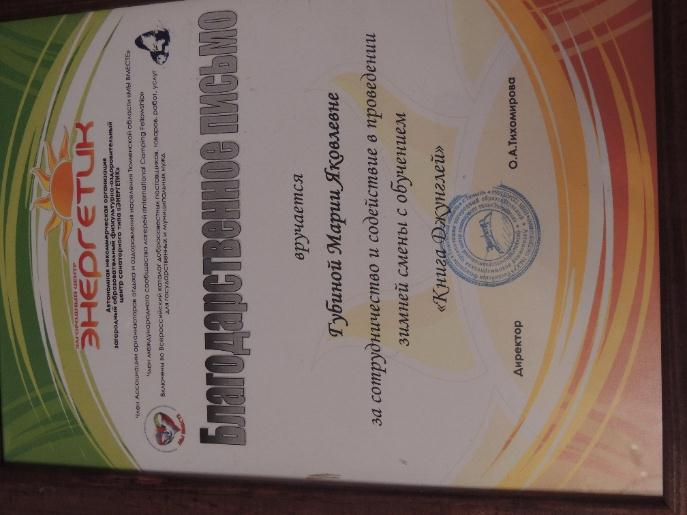 загородный центр
ЭНЕРГЕТИК
Автономная некоммерческая организация
загородный образовательный физкультурно-оздоровительный
центр санаторного типа «ЭНЕРГЕТИК»
Член Ассоциации организаторов отдыха и оздоровления населения Тюменской области «МЫ ВМЕСТЕ»
Член международного сообщества лагерей «International Camping Fellowship»
Включены во Всероссийский каталог добросовестных поставщиков товаров, работ, услуг
для государственных и муниципальных нужд
Благодарственное письмо
вручается
Губиной Марии Яковлевне
за сотрудничество и содействие в проведении
зимней смены с обучением
«Книга Джунглей»
Директор О.А.Тихомирова